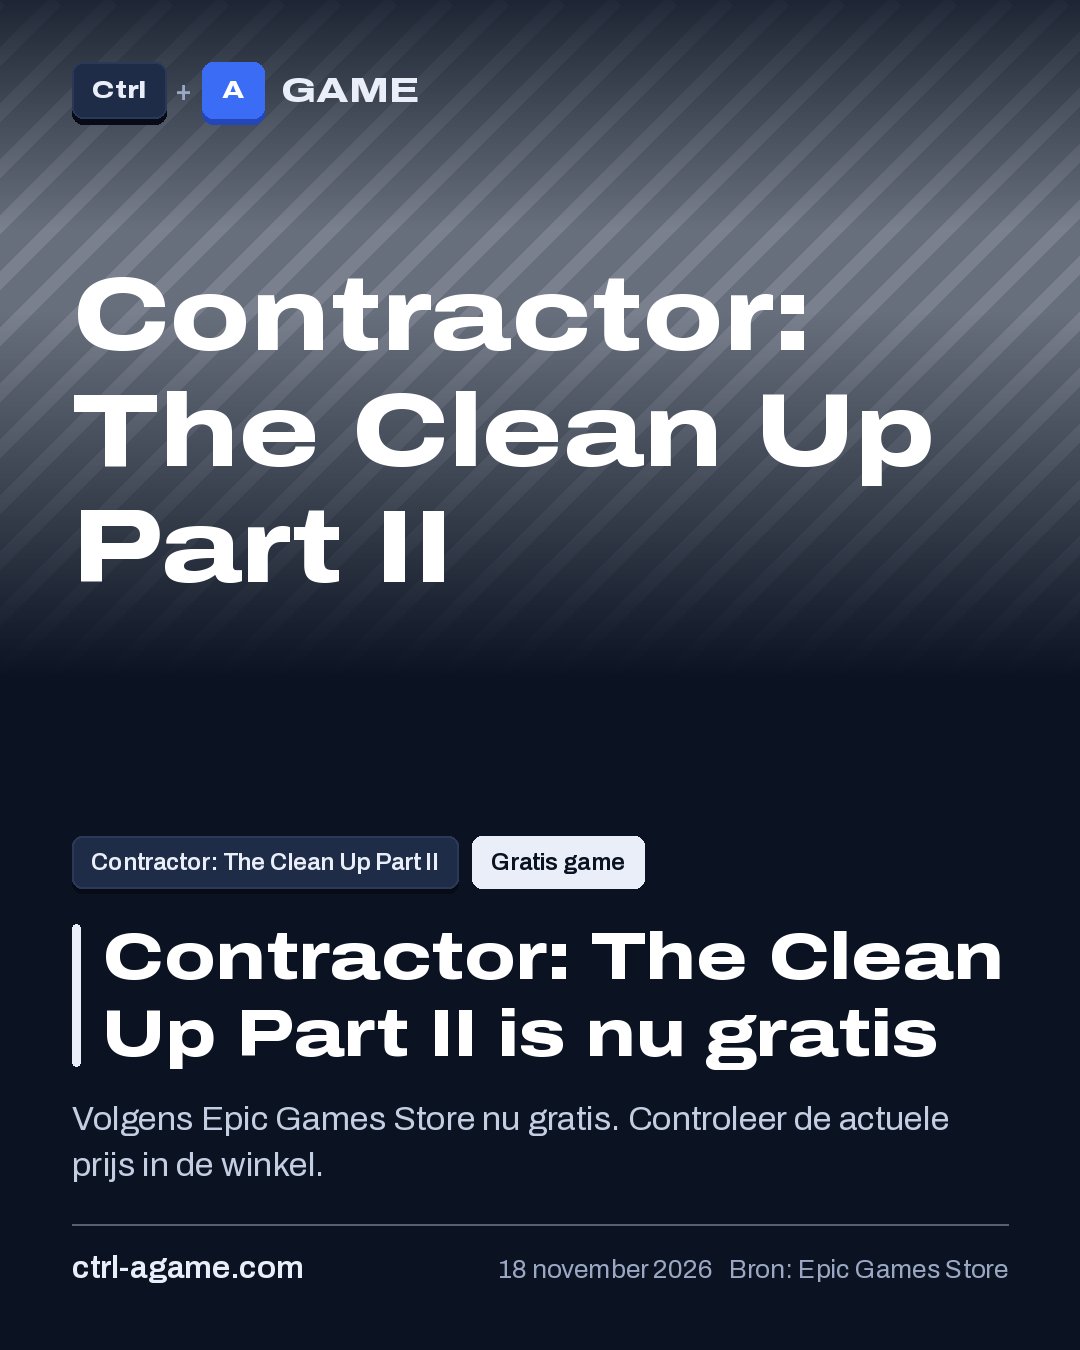 Ctrl + A GAME
Contractor:
The Clean Up
Part II
Contractor: The Clean Up Part II Gratis game
Contractor: The Clean
Up Part II is nu gratis
Volgens Epic Games Store nu gratis. Controleer de actuele
prijs in de winkel.
ctrl-agame.com 18 november 2026 Bron: Epic Games Store